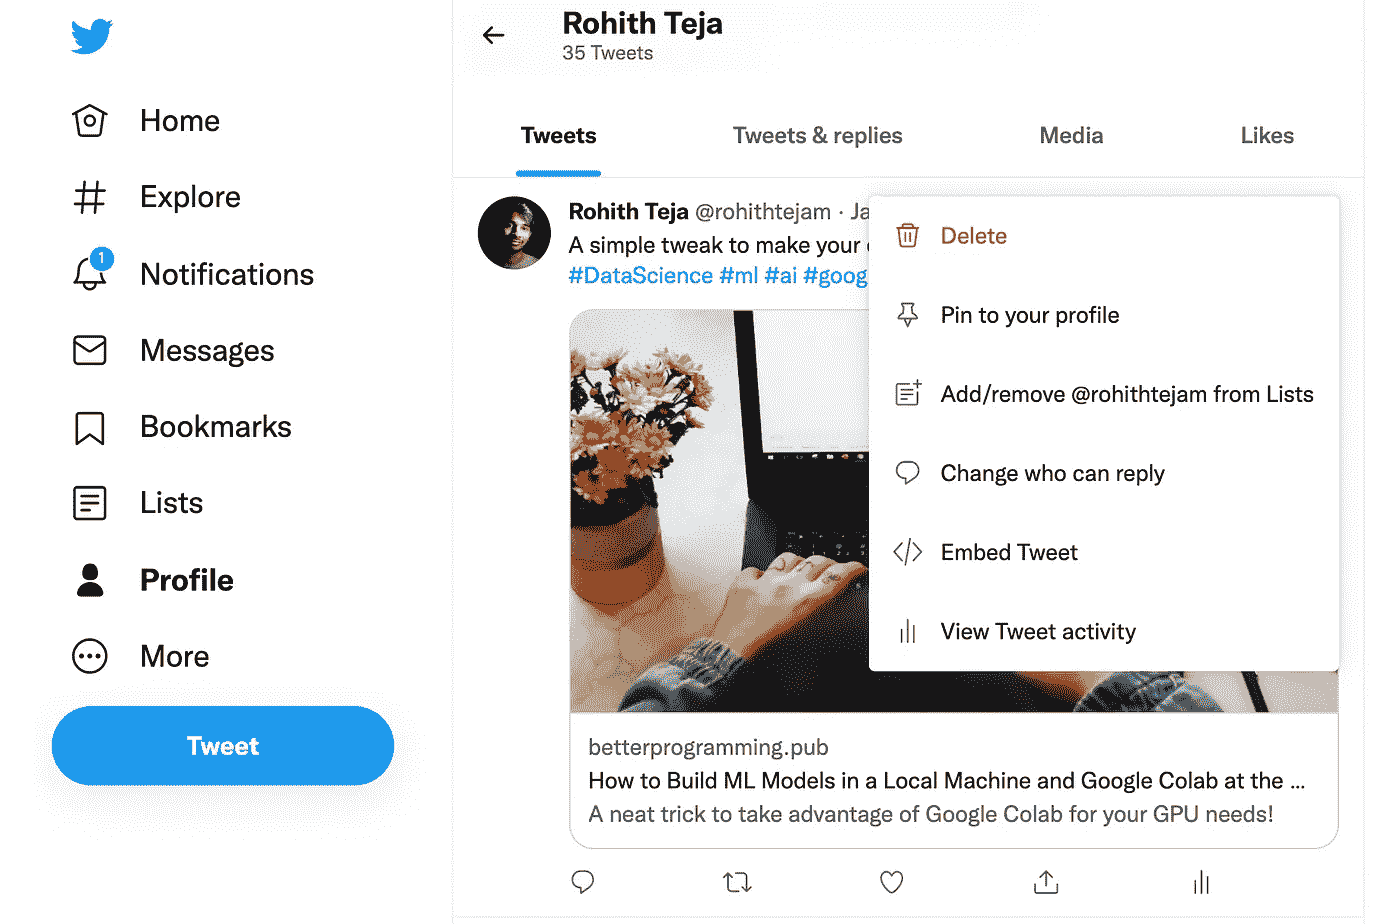 Home
Explore
1
Notifications
Messages
Bookmarks
Lists
Profile
More
Tweet
Rohith Teja
35 Tweets
Tweets
Tweets & replies
Media
Likes
Rohith Teja @rohithtejam · Ja
A simple tweak to make your
#DataScience #ml #ai #goog
Delete
Pin to your profile
Add/remove @rohithtejam from Lists
Change who can reply
Embed Tweet
View Tweet activity
betterprogramming.pub
How to Build ML Models in a Local Machine and Google Colab at the ...
A neat trick to take advantage of Google Colab for your GPU needs!